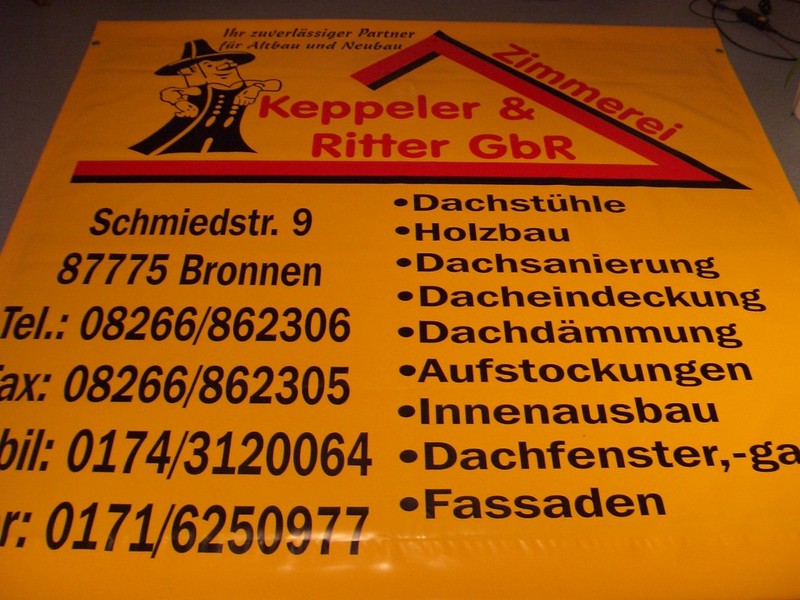 Ihr zuverlässiger Partner
für Altbau und Neubau
Zimmerei
Keppeler &
Ritter GbR
Schmiedstr. 9
87775 Bronnen
Tel.: 08266/862306
ax: 08266/862305
bil: 0174/3120064
r: 0171/6250977
•Dachstühle
•Holzbau
•Dachsanierung
•Dacheindeckung
•Dachdämmung
•Aufstockungen
•Innenausbau
•Dachfenster,-ga
•Fassaden